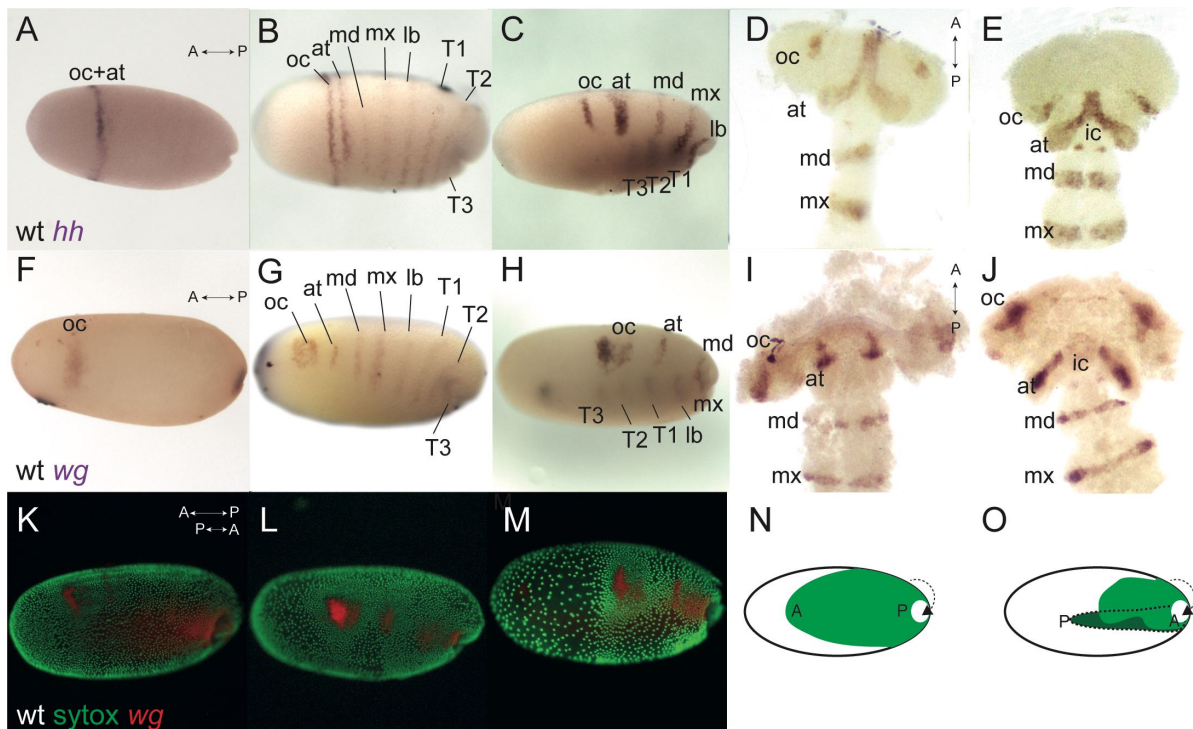 A
A P
oc+at
wt hh
B
oc at md mx lb T1
T2
T3
C
oc at md mx
lb
T3 T2 T1
D
A
P
oc
at
md
mx
E
oc
at
ic
md
mx
F
A P
oc
wt wg
G
oc at md mx lb T1
T2
T3
H
oc at
md
mx
T3 T2 T1 lb
I
A
P
oc
at
md
mx
J
oc
ic
at
md
mx
K
A P
P A
wt sytox wg
L
M
M
N
A P
O
P A